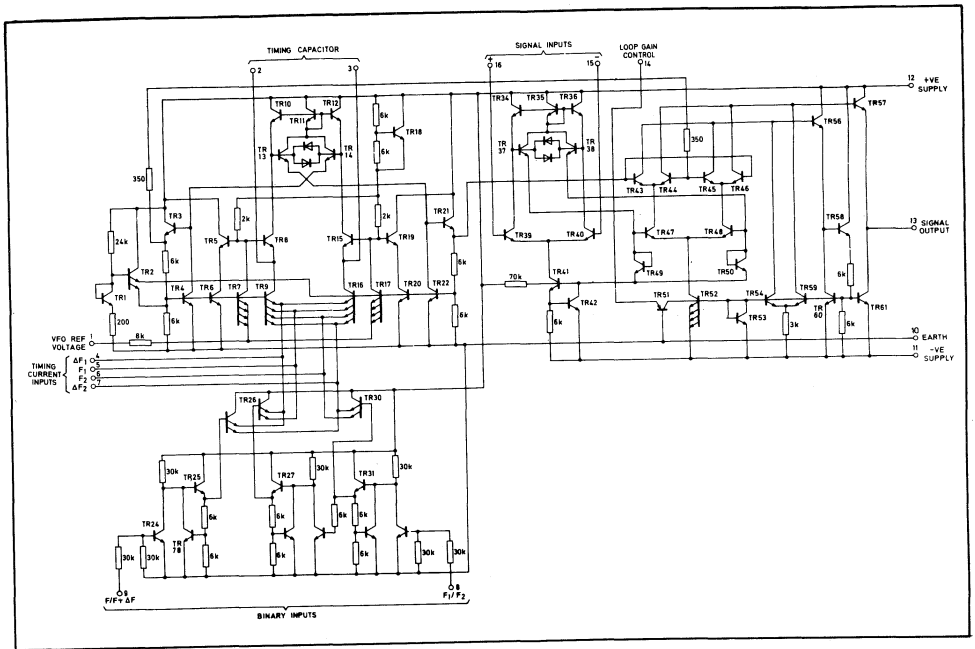 TIMING CAPACITOR
SIGNAL INPUTS
LOOP GAIN
CONTROL
2
3
+
16
15
−
14
12
+VE
SUPPLY
TR10
TR11
TR12
TR34
TR35
TR36
TR57
TR56
6k
TR18
TR
13
TR
14
6k
TR
37
TR
38
350
350
TR43
TR44
TR45
TR46
TR3
2k
2k
TR21
TR58
13
SIGNAL
OUTPUT
24k
TR5
TR8
TR15
TR19
TR39
TR40
TR47
TR48
TR2
6k
6k
TR49
TR50
6k
70k
TR41
TR1
TR4
TR6
TR7
TR9
TR16
TR17
TR20
TR22
TR42
TR51
TR52
TR54
TR59
TR53
TR
60
TR61
200
6k
6k
6k
3k
6k
VFO REF
VOLTAGE
1
8k
10
EARTH
11
−VE
SUPPLY
TIMING
CURRENT
INPUTS
ΔF1
4
F1
5
F2
6
ΔF2
7
TR26
TR30
30k
TR25
TR27
30k
TR31
30k
6k
6k
6k
6k
TR24
TR
78
6k
6k
6k
30k
30k
30k
30k
9
F/F+ΔF
8
F1/F2
BINARY INPUTS